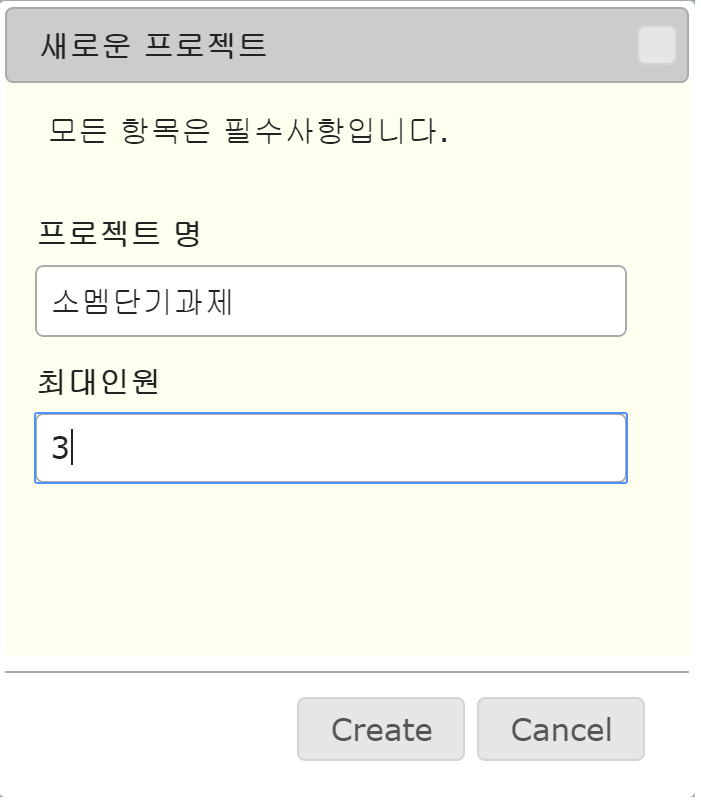 새로운 프로젝트
모든 항목은 필수사항입니다.
프로젝트 명
소멤단기과제
최대인원
3
Create Cancel